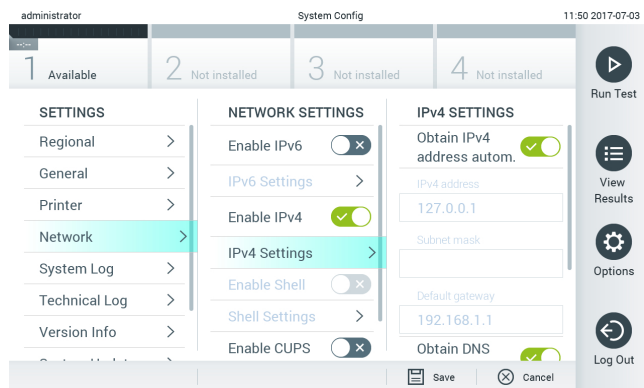 administrator
System Config
11:50 2017-07-03
--:--
1 Available
2 Not installed
3 Not installed
4 Not installed
SETTINGS
Regional
General
Printer
Network
System Log
Technical Log
Version Info
NETWORK SETTINGS
Enable IPv6
IPv6 Settings
Enable IPv4
IPv4 Settings
Enable Shell
Shell Settings
Enable CUPS
IPv4 SETTINGS
Obtain IPv4
address autom.
IPv4 address
127.0.0.1
Subnet mask
Default gateway
192.168.1.1
Obtain DNS
Run Test
View
Results
Options
Log Out
Save
Cancel